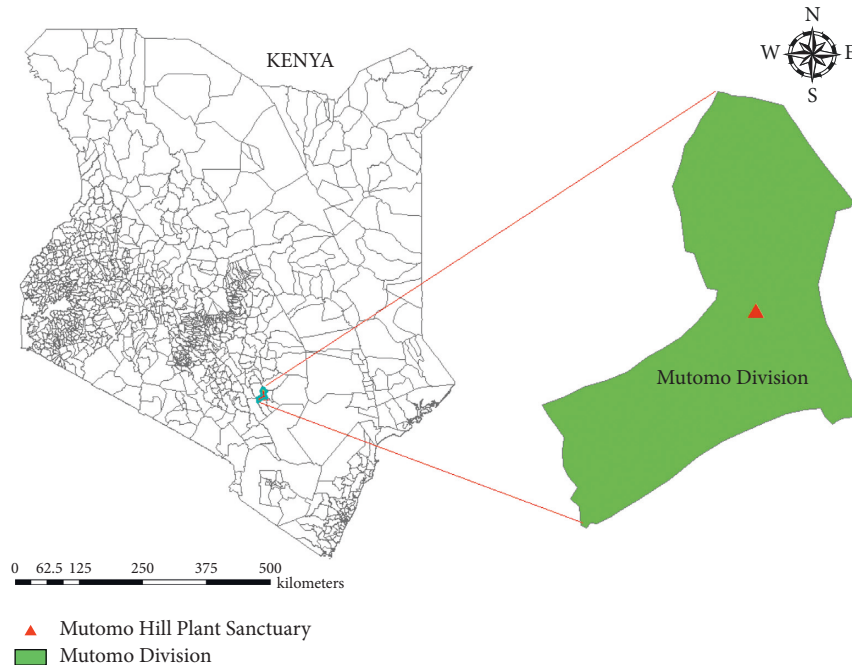 KENYA
N
W E
S
Mutomo Division
0 62.5 125 250 375 500
kilometers
Mutomo Hill Plant Sanctuary
Mutomo Division